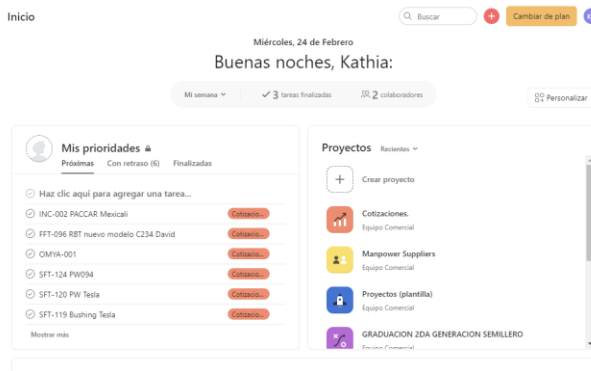 Inicio
Buscar
Cambiar de plan
Miércoles, 24 de Febrero
Buenas noches, Kathia:
Mi semana
3 tareas finalizadas
2 colaboradores
Personalizar
Mis prioridades
Próximas
Con retraso (6)
Finalizadas
Haz clic aquí para agregar una tarea...
INC-002 PACCAR Mexicali
Cotizacio...
FFT-096 RBT nuevo modelo C234 David
Cotizacio...
OMYA-001
Cotizacio...
SFT-124 PW094
Cotizacio...
SFT-120 PW Tesla
Cotizacio...
SFT-119 Bushing Tesla
Cotizacio...
Mostrar más
Proyectos
Recientes
Crear proyecto
Cotizaciones.
Equipo Comercial
Manpower Suppliers
Equipo Comercial
Proyectos (plantilla)
Equipo Comercial
GRADUACION 2DA GENERACION SEMILLERO
Equipo Comercial